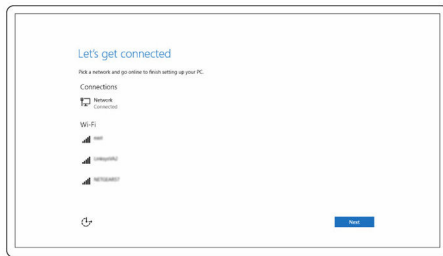 Let's get connected
Pick a network and go online to finish setting up your PC.
Connections
Network
Connected
Wi-Fi
Next